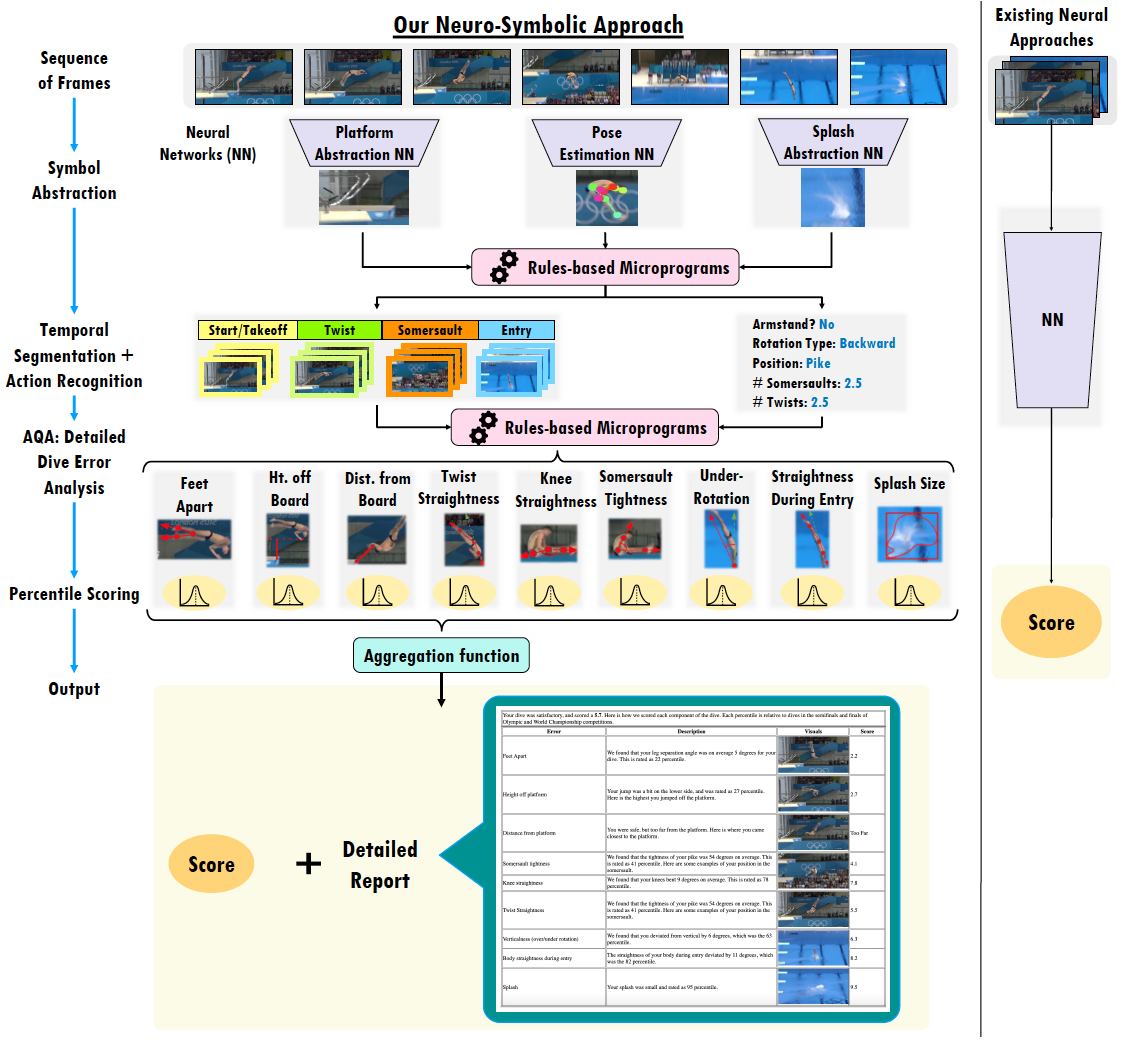 Our Neuro-Symbolic Approach
Existing Neural
Approaches
Sequence
of Frames
Neural
Networks (NN)
Platform
Abstraction NN
Pose
Estimation NN
Splash
Abstraction NN
Symbol
Abstraction
Rules-based Microprograms
NN
Temporal
Segmentation +
Action Recognition
Start/Takeoff
Twist
Somersault
Entry
Armstand? No
Rotation Type: Backward
Position: Pike
# Somersaults: 2.5
# Twists: 2.5
Rules-based Microprograms
AQA: Detailed
Dive Error
Analysis
Feet
Apart
Ht. off
Board
Dist. from
Board
Twist
Straightness
Knee
Straightness
Somersault
Tightness
Under-
Rotation
Straightness
During Entry
Splash Size
Percentile Scoring
Score
Aggregation function
Output
Score
+
Detailed
Report
Your dive was satisfactory, and scored a 5.7. Here is how we scored each component of the dive. Each percentile is relative to dives in the semifinals and finals of
Olympic and World Championship competitions.
Error Description Visuals Score
Feet Apart
We found that your leg separation angle was on average 5 degrees for your
dive. This is rated as 22 percentile.
2.2
Height off platform
Your jump was a bit on the lower side, and was rated as 27 percentile.
Here is the highest you jumped off the platform.
2.7
Distance from platform
You were safe, but too far from the platform. Here is where you came
closest to the platform.
Too Far
Somersault tightness
We found that the tightness of your pike was 54 degrees on average. This
is rated as 41 percentile. Here are some examples of your position in the
somersault.
4.1
Knee straightness
We found that your knees bent 9 degrees on average. This is rated as 78
percentile.
7.8
Twist Straightness
We found that the tightness of your pike was 54 degrees on average. This
is rated as 41 percentile. Here are some examples of your position in the
somersault.
5.5
Verticalness (over/under rotation)
We found that you deviated from vertical by 6 degrees, which was the 63
percentile.
6.3
Body straightness during entry
The straightness of your body during entry deviated by 11 degrees, which
was the 82 percentile.
8.2
Splash
Your splash was small and rated as 95 percentile.
9.5